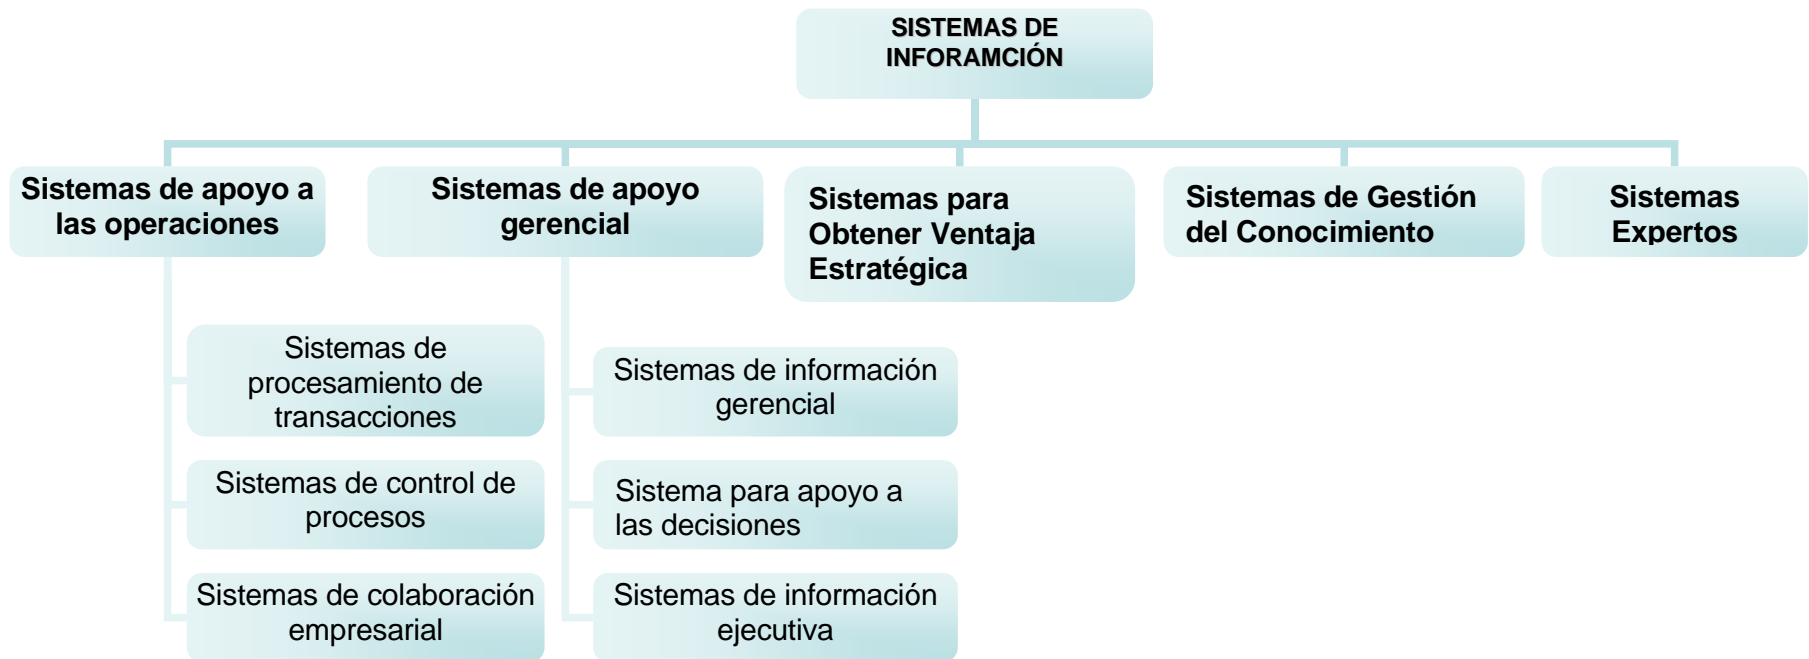 SISTEMAS DE
INFORAMCIÓN
Sistemas de apoyo a
las operaciones
Sistemas de apoyo
gerencial
Sistemas para
Obtener Ventaja
Estratégica
Sistemas de Gestión
del Conocimiento
Sistemas
Expertos
Sistemas de
procesamiento de
transacciones
Sistemas de control de
procesos
Sistemas de colaboración
empresarial
Sistemas de información
gerencial
Sistema para apoyo a
las decisiones
Sistemas de información
ejecutiva